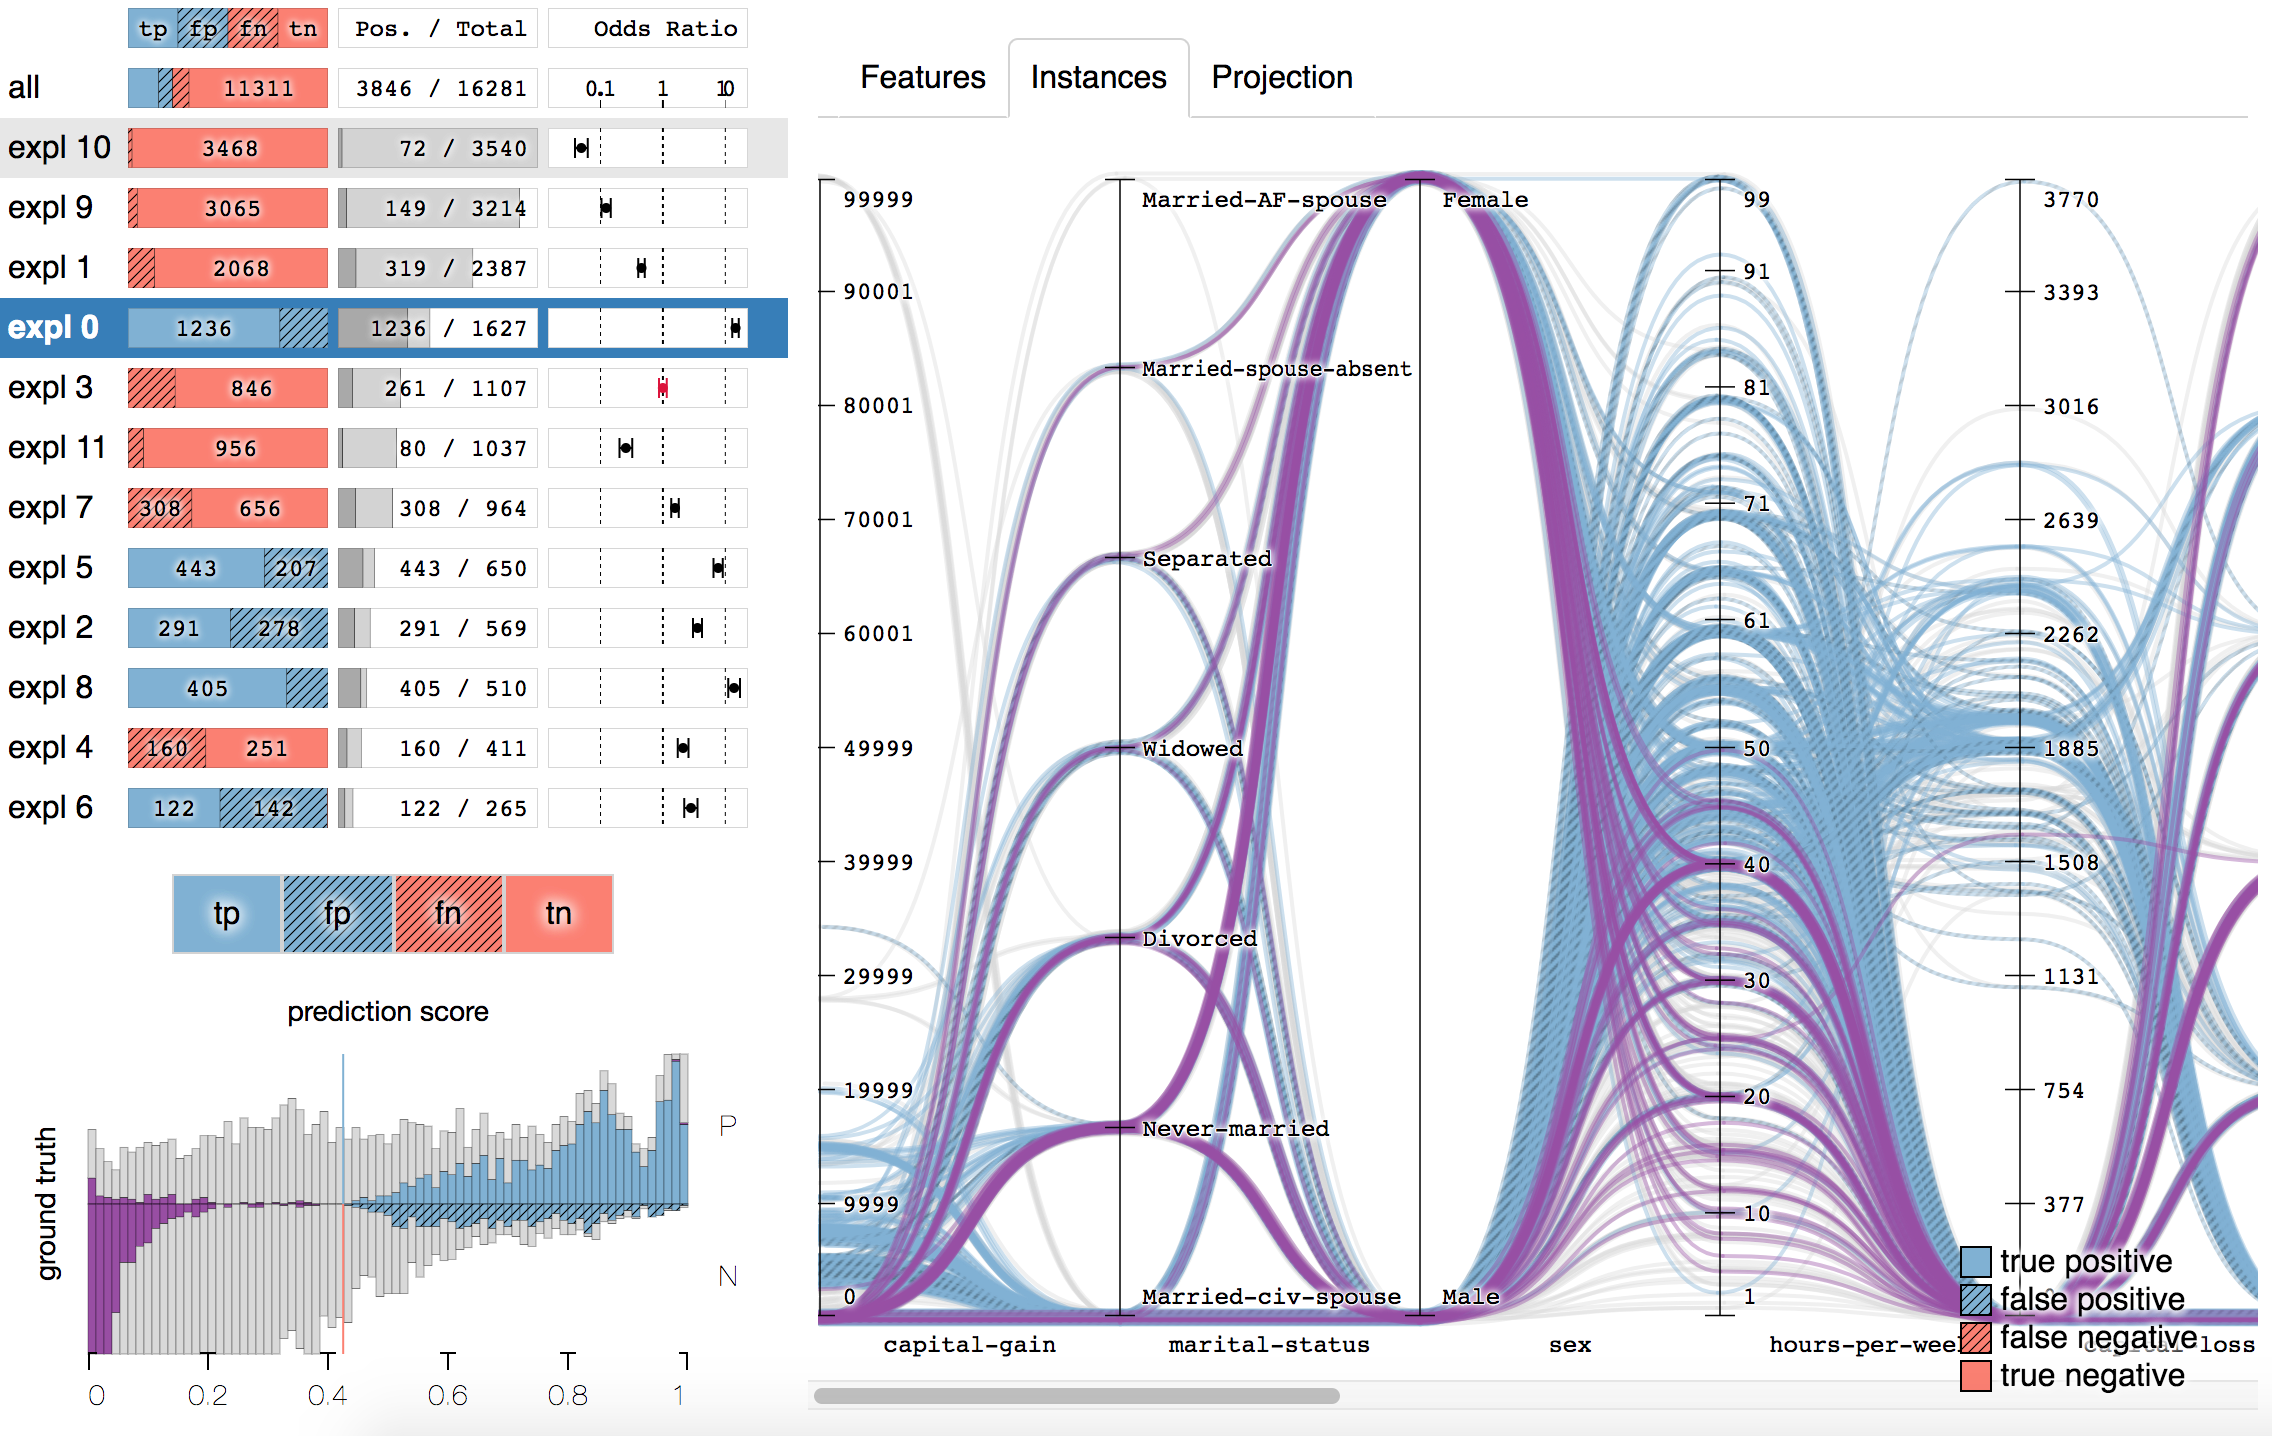 tp fp fn tn Pos. / Total Odds Ratio
all 11311 3846 / 16281 0.1 1 10
expl 10 3468 72 / 3540
expl 9 3065 149 / 3214
expl 1 2068 319 / 2387
expl 0 1236 1236 / 1627
expl 3 846 261 / 1107
expl 11 956 80 / 1037
expl 7 308 656 308 / 964
expl 5 443 207 443 / 650
expl 2 291 278 291 / 569
expl 8 405 405 / 510
expl 4 160 251 160 / 411
expl 6 122 142 122 / 265
tp fp fn tn
prediction score
ground truth
P
N
0 0.2 0.4 0.6 0.8 1
Features Instances Projection
99999
90001
80001
70001
60001
49999
39999
29999
19999
9999
0
capital-gain
Married-AF-spouse
Married-spouse-absent
Separated
Widowed
Divorced
Never-married
Married-civ-spouse
marital-status
Female
Male
sex
99
91
81
71
61
50
40
30
20
10
1
hours-per-week
3770
3393
3016
2639
2262
1885
1508
1131
754
377
capital-loss
true positive
false positive
false negative
true negative